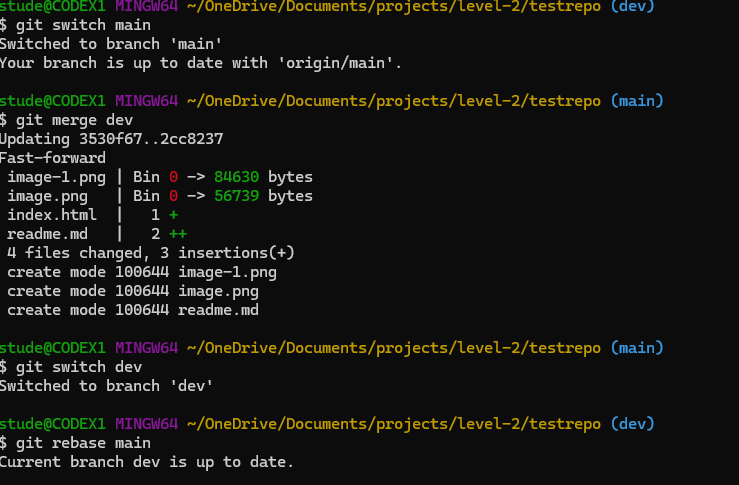 stude@CODEX1 MINGW64 ~/OneDrive/Documents/projects/level-2/testrepo (dev)
$ git switch main
Switched to branch 'main'
Your branch is up to date with 'origin/main'.
stude@CODEX1 MINGW64 ~/OneDrive/Documents/projects/level-2/testrepo (main)
$ git merge dev
Updating 3530f67..2cc8237
Fast-forward
image-1.png | Bin 0 -> 84630 bytes
image.png   | Bin 0 -> 56739 bytes
index.html  |   1 +
readme.md   |   2 ++
4 files changed, 3 insertions(+)
create mode 100644 image-1.png
create mode 100644 image.png
create mode 100644 readme.md
stude@CODEX1 MINGW64 ~/OneDrive/Documents/projects/level-2/testrepo (main)
$ git switch dev
Switched to branch 'dev'
stude@CODEX1 MINGW64 ~/OneDrive/Documents/projects/level-2/testrepo (dev)
$ git rebase main
Current branch dev is up to date.